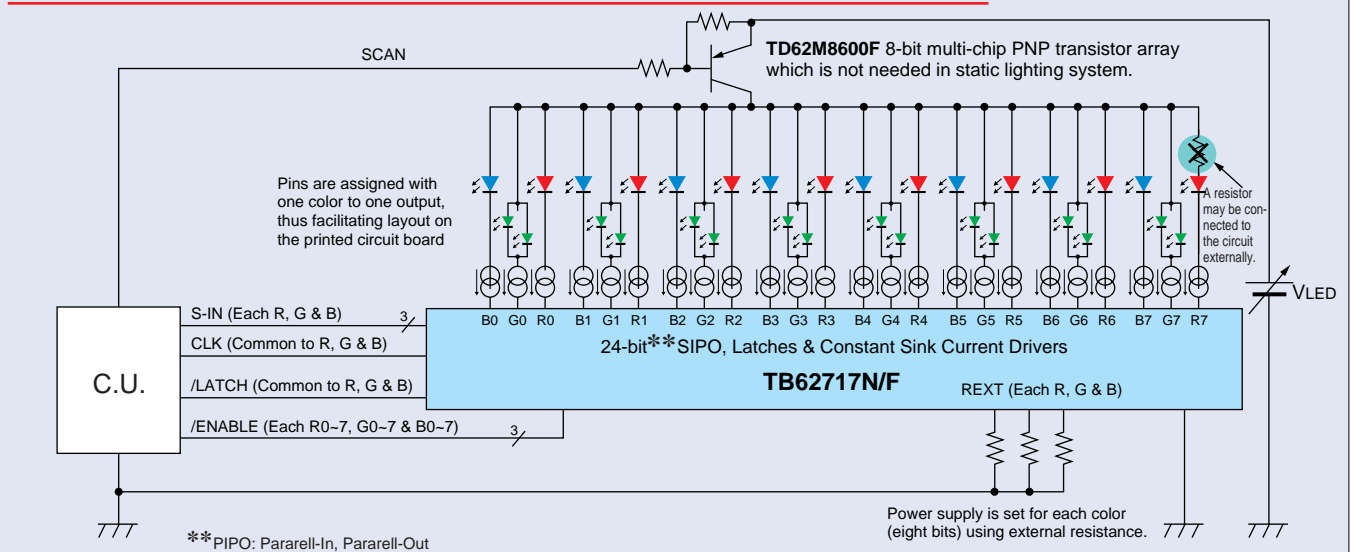 SCAN
TD62M8600F 8-bit multi-chip PNP transistor array
which is not needed in static lighting system.
Pins are assigned with
one color to one output,
thus facilitating layout on
the printed circuit board
A resistor
may be con-
nected to
the circuit
externally.
VLED
B0 G0 R0 B1 G1 R1 B2 G2 R2 B3 G3 R3 B4 G4 R4 B5 G5 R5 B6 G6 R6 B7 G7 R7
C.U.
S-IN (Each R, G & B)
3
CLK (Common to R, G & B)
/LATCH (Common to R, G & B)
/ENABLE (Each R0~7, G0~7 & B0~7)
3
24-bit**SIPO, Latches & Constant Sink Current Drivers
TB62717N/F
REXT (Each R, G & B)
Power supply is set for each color
(eight bits) using external resistance.
**PIPO: Pararell-In, Pararell-Out